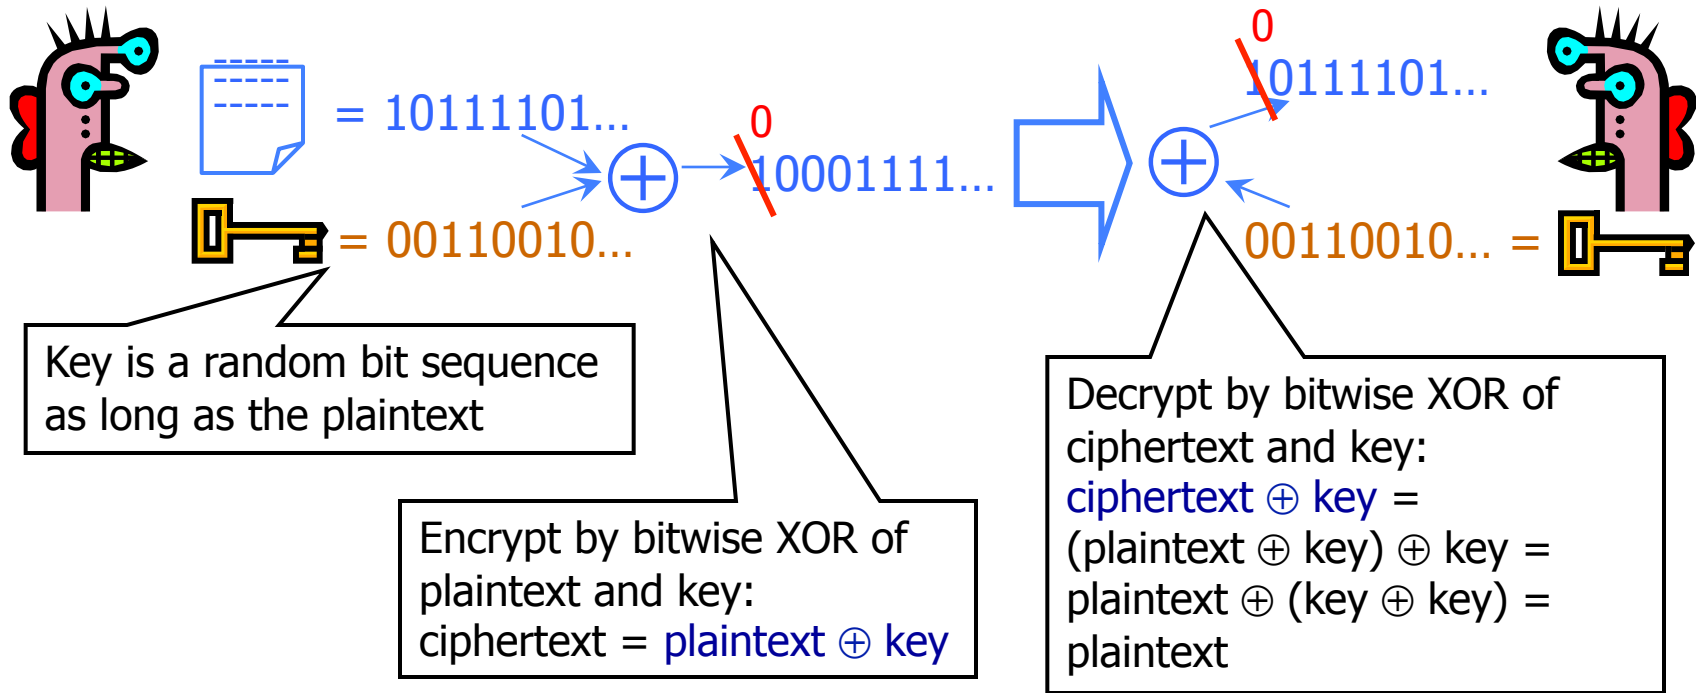 = 10111101...
0
10001111...
= 00110010...
0
10111101...
00110010... =
Key is a random bit sequence
as long as the plaintext
Encrypt by bitwise XOR of
plaintext and key:
ciphertext = plaintext ⊕ key
Decrypt by bitwise XOR of
ciphertext and key:
ciphertext ⊕ key =
(plaintext ⊕ key) ⊕ key =
plaintext ⊕ (key ⊕ key) =
plaintext